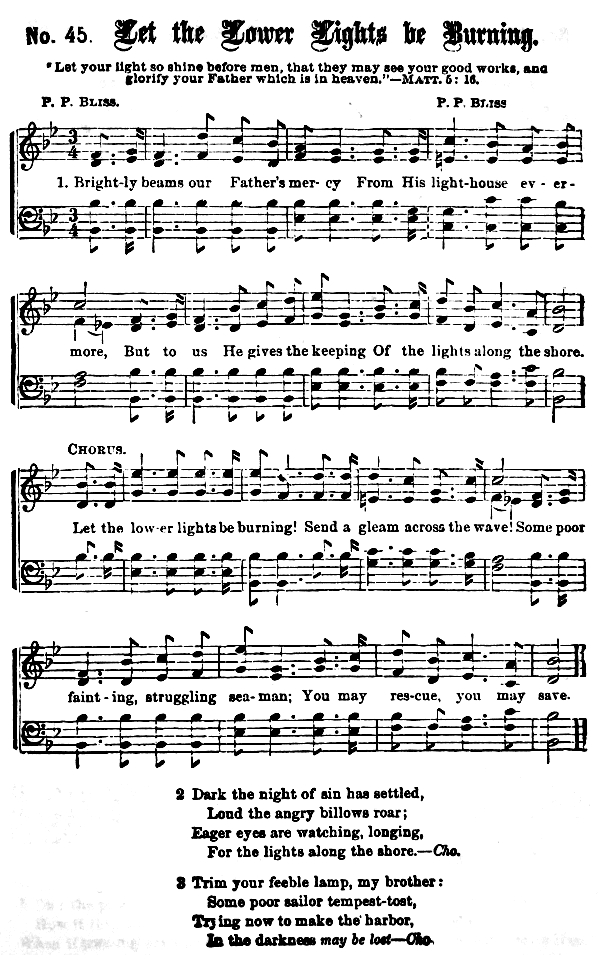 No. 45. Let the Lower Lights be Burning.
"Let your light so shine before men, that they may see your good works, and
glorify your Father which is in heaven."—MATT. 5: 16.
P. P. BLISS. P. P. BLISS
1. Bright-ly beams our Father's mer- cy From His light-house ev - er -
more, But to us He gives the keeping Of the lights along the shore.
CHORUS.
Let the low-er lights be burning! Send a gleam across the wave! Some poor
faint - ing, struggling sea-man; You may res-cue, you may save.
2 Dark the night of sin has settled,
Loud the angry billows roar;
Eager eyes are watching, longing,
For the lights along the shore.—Cho.
3 Trim your feeble lamp, my brother:
Some poor sailor tempest-tost,
Trying now to make the harbor,
In the darkness may be lost—Cho.